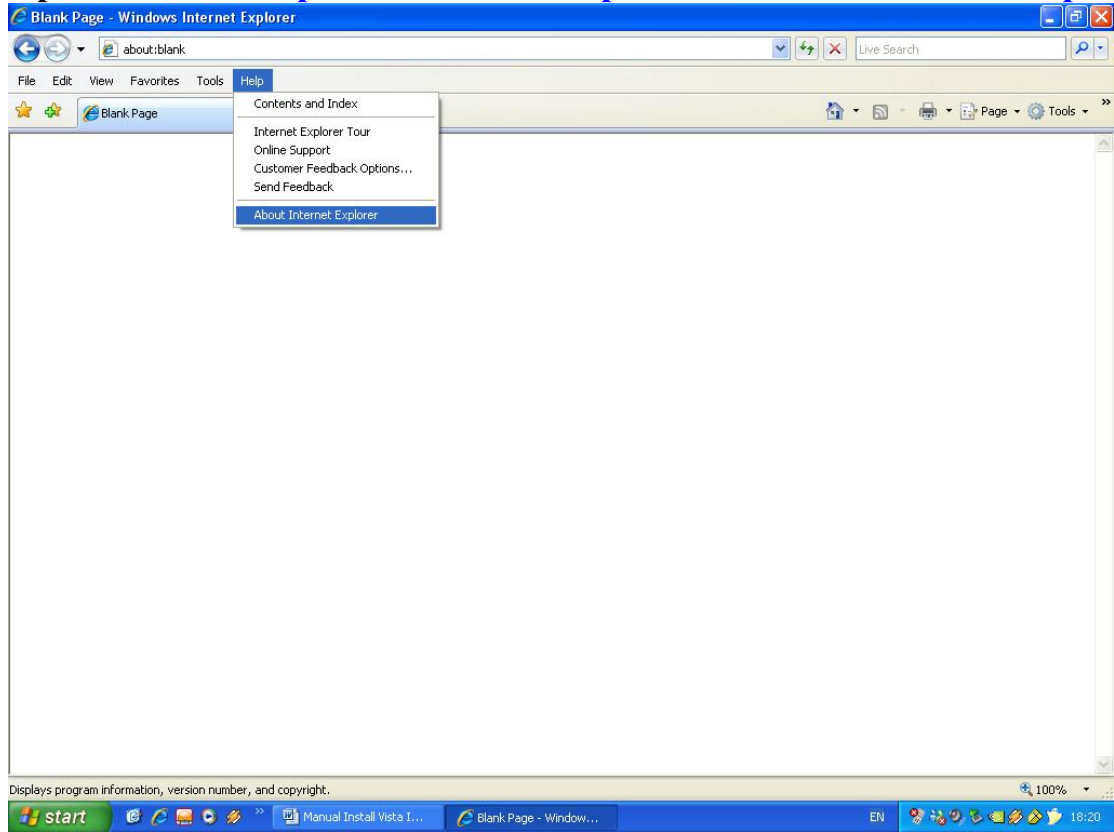 Blank Page - Windows Internet Explorer
about:blank
Live Search
File Edit View Favorites Tools Help
Blank Page
Page Tools »
Contents and Index
Internet Explorer Tour
Online Support
Customer Feedback Options...
Send Feedback
About Internet Explorer
Displays program information, version number, and copyright.
100%
start » Manual Install Vista I... Blank Page - Window... EN 18:20